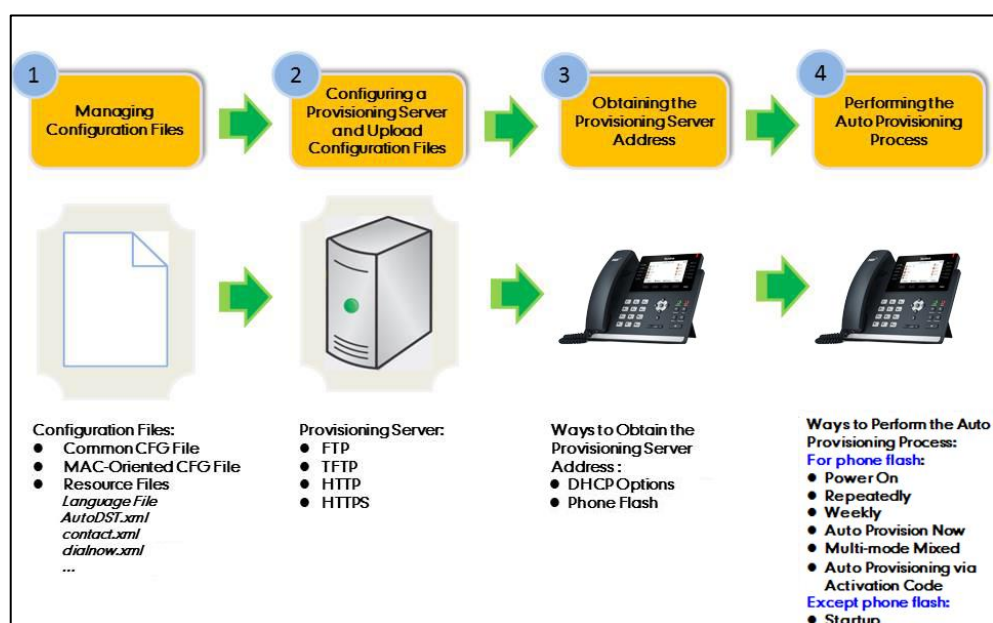 1
Managing
Configuration Files
2
Configuring a
Provisioning Server
and Upload
Configuration Files
3
Obtaining the
Provisioning Server
Address
4
Performing the
Auto Provisioning
Process
Configuration Files:
● Common CFG File
● MAC-Oriented CFG File
● Resource Files
Language File
AutoDST.xml
contact.xml
dialnow.xml
...
Provisioning Server:
● FTP
● TFTP
● HTTP
● HTTPS
Ways to Obtain the
Provisioning Server
Address :
● DHCP Options
● Phone Flash
Ways to Perform the Auto
Provisioning Process:
For phone flash:
● Power On
● Repeatedly
● Weekly
● Auto Provision Now
● Multi-mode Mixed
● Auto Provisioning via
Activation Code
Except phone flash:
● Startup